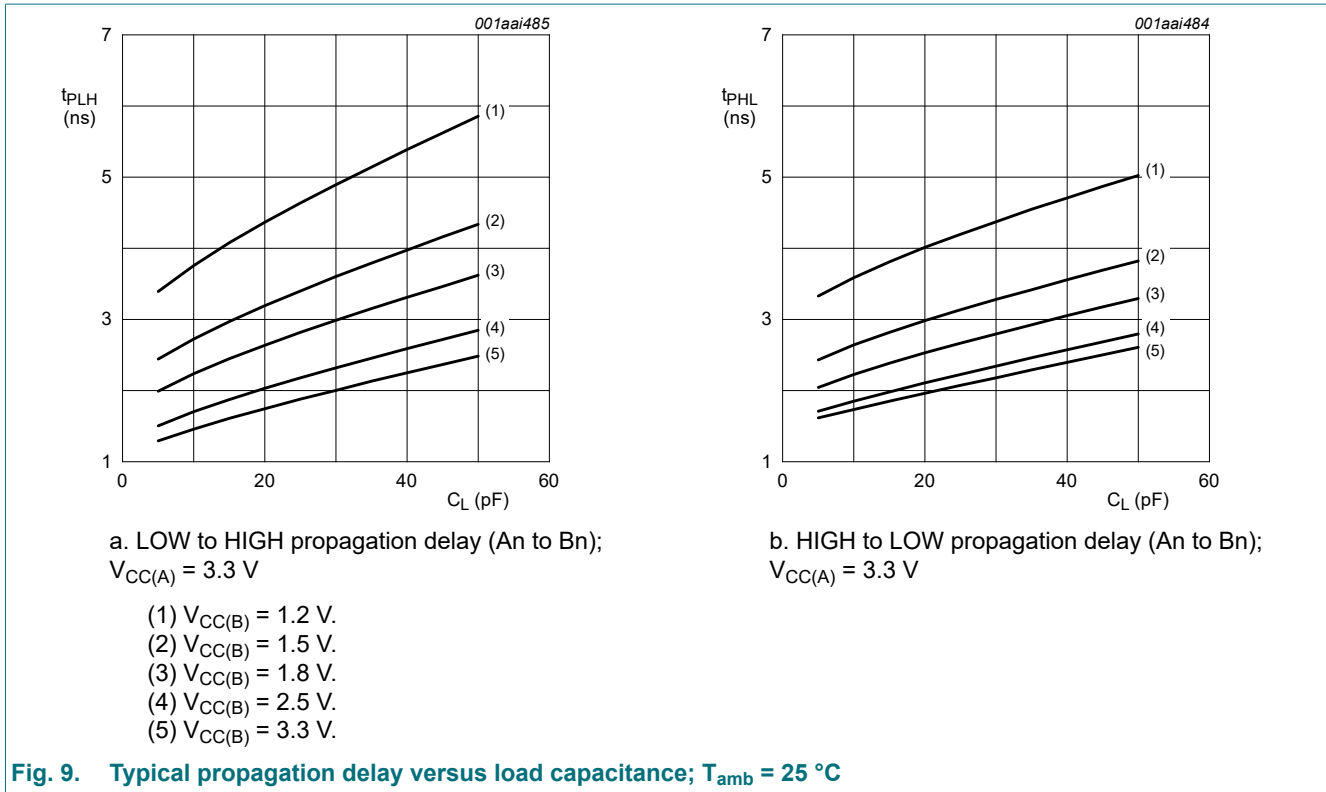 001aai485
7
tPLH
(ns)
5
3
1
(1)
(2)
(3)
(4)
(5)
0
20
40
60
CL (pF)
a. LOW to HIGH propagation delay (An to Bn);
VCC(A) = 3.3 V
001aai484
7
tPHL
(ns)
5
3
1
(1)
(2)
(3)
(4)
(5)
0
20
40
60
CL (pF)
b. HIGH to LOW propagation delay (An to Bn);
VCC(A) = 3.3 V
(1) VCC(B) = 1.2 V.
(2) VCC(B) = 1.5 V.
(3) VCC(B) = 1.8 V.
(4) VCC(B) = 2.5 V.
(5) VCC(B) = 3.3 V.
Fig. 9. Typical propagation delay versus load capacitance; Tamb = 25 °C